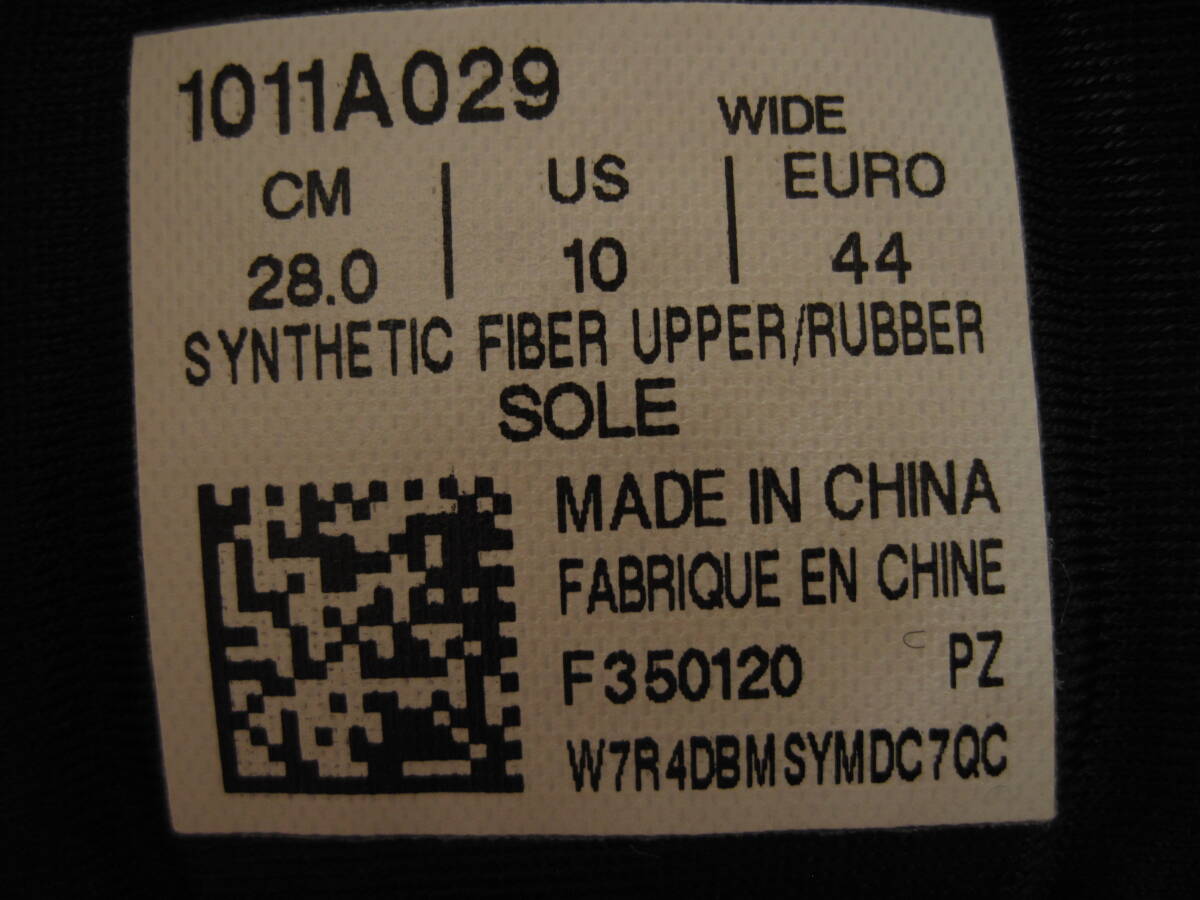 1011A029
WIDE
CM | US | EURO
28.0 | 10 | 44
SYNTHETIC FIBER UPPER/RUBBER
SOLE
MADE IN CHINA
FABRIQUE EN CHINE
F350120 PZ
W7R4DBMSYMDC7QC